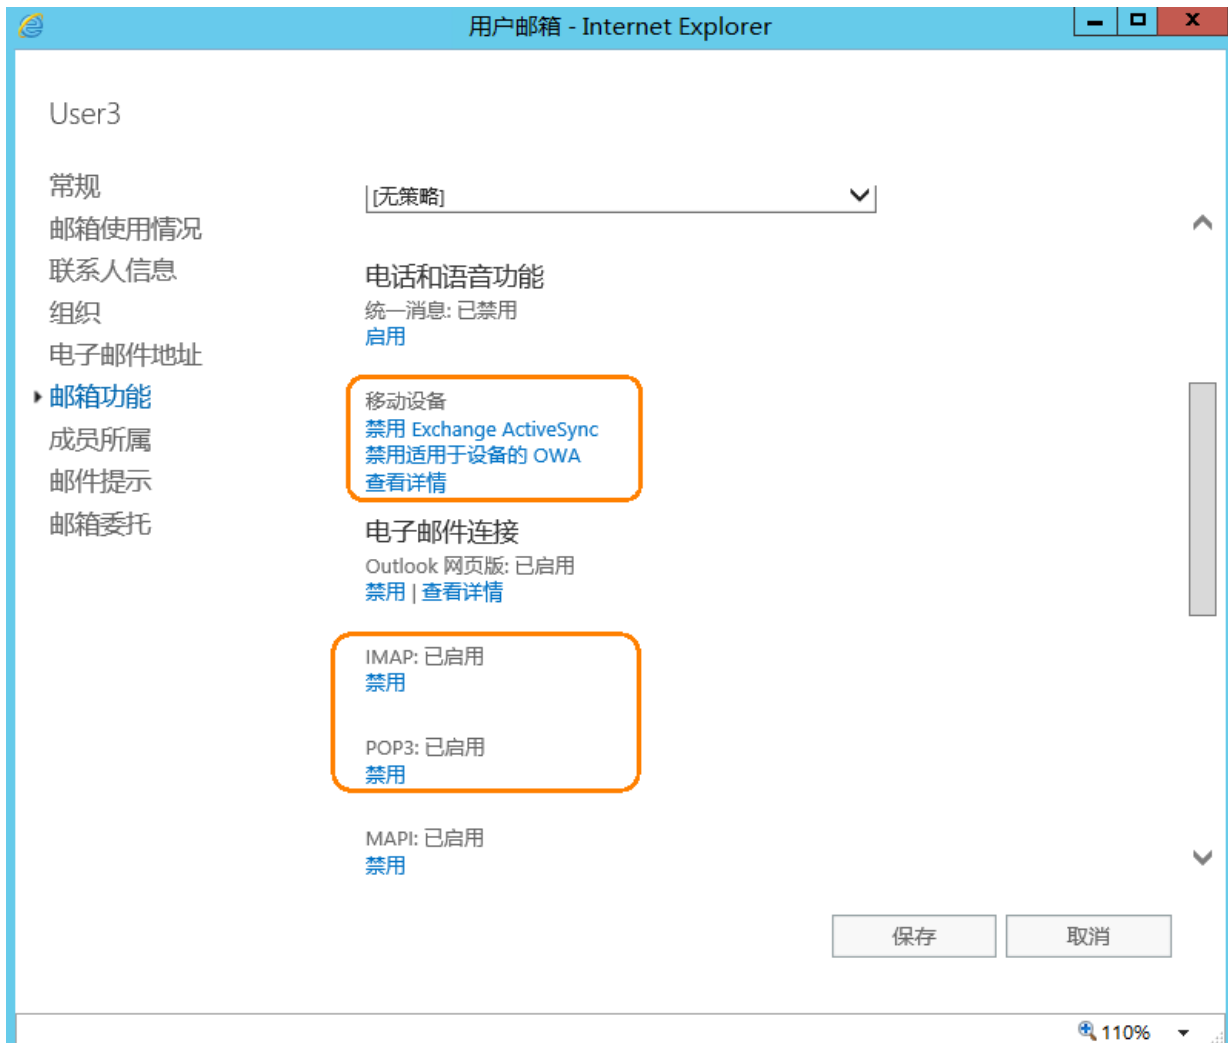 用户邮箱 - Internet Explorer
User3
常规
邮箱使用情况
联系人信息
组织
电子邮件地址
邮箱功能
成员所属
邮件提示
邮箱委托
[无策略]
电话和语音功能
统一消息: 已禁用
启用
移动设备
禁用 Exchange ActiveSync
禁用适用于设备的 OWA
查看详情
电子邮件连接
Outlook 网页版: 已启用
禁用 | 查看详情
IMAP: 已启用
禁用
POP3: 已启用
禁用
MAPI: 已启用
禁用
保存
取消
110%